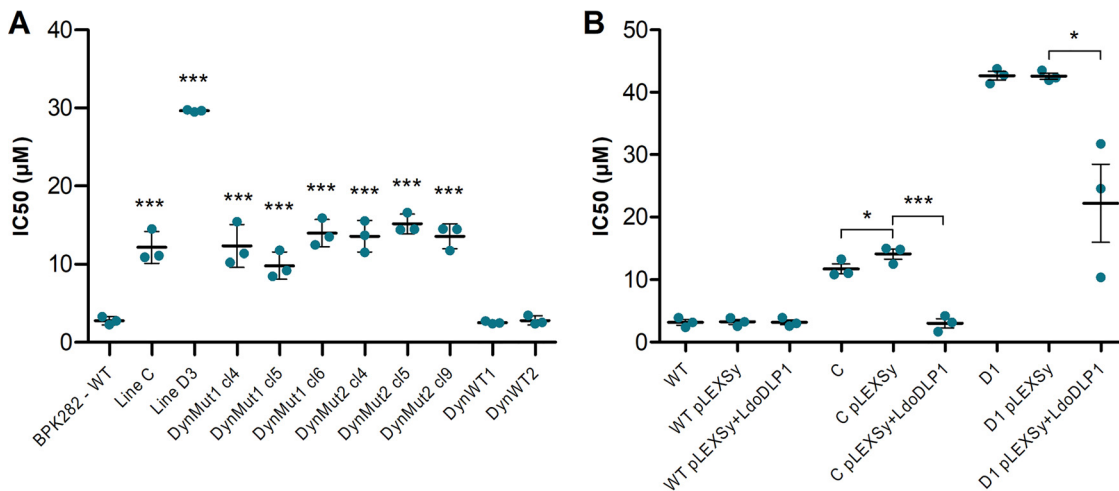 A
IC50 (µM)
40
30
20
10
0
***
***
***
***
***
***
***
***
BPK282 - WT
Line C
Line D3
DynMut1 cl4
DynMut1 cl5
DynMut1 cl6
DynMut2 cl4
DynMut2 cl5
DynMut2 cl9
DynWT1
DynWT2
B
IC50 (µM)
50
40
30
20
10
0
*
***
*
WT
WT pLEXSy
WT pLEXSy+LdoDLP1
C
C pLEXSy
C pLEXSy+LdoDLP1
D1
D1 pLEXSy
D1 pLEXSy+LdoDLP1